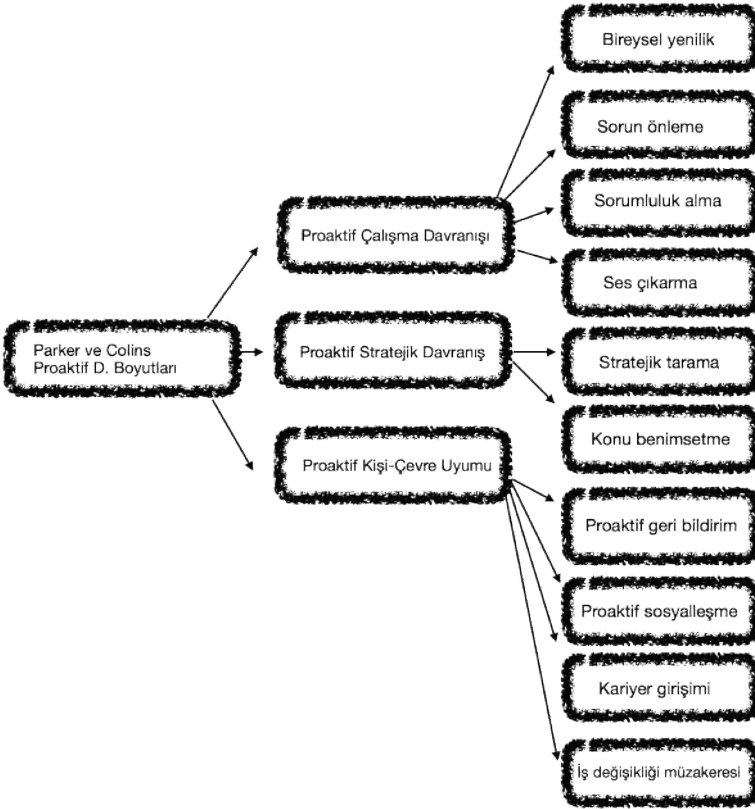 Parker ve Colins
Proaktif D. Boyutları
Proaktif Çalışma Davranışı
Proaktif Stratejik Davranış
Proaktif Kişi-Çevre Uyumu
Bireysel yenilik
Sorun önleme
Sorumluluk alma
Ses çıkarma
Stratejik tarama
Konu benimsetme
Proaktif geri bildirim
Proaktif sosyalleşme
Kariyer girişimi
İş değişikliği müzakeresi